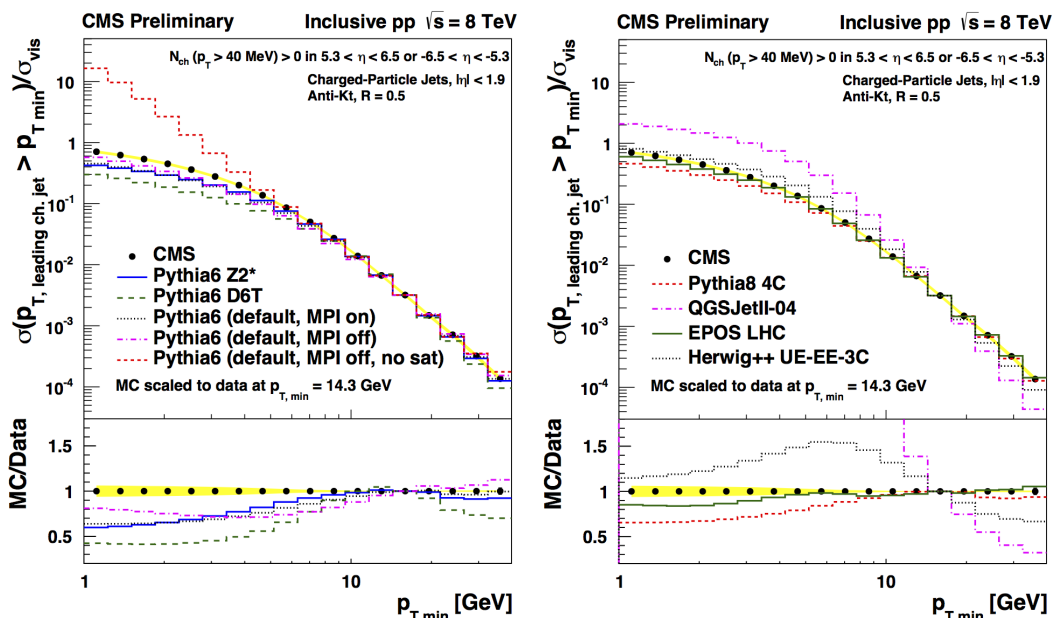 CMS Preliminary Inclusive pp √s = 8 TeV
N_ch (p_T > 40 MeV) > 0 in 5.3 < η < 6.5 or -6.5 < η < -5.3
Charged-Particle Jets, |η| < 1.9
Anti-Kt, R = 0.5
σ(p_T, leading ch. jet > p_T min)/σ_vis
10
1
10^-1
10^-2
10^-3
10^-4
CMS
Pythia6 Z2*
Pythia6 D6T
Pythia6 (default, MPI on)
Pythia6 (default, MPI off)
Pythia6 (default, MPI off, no sat)
MC scaled to data at p_T, min = 14.3 GeV
MC/Data
1.5
1
0.5
1 10
p_T min [GeV]
CMS Preliminary Inclusive pp √s = 8 TeV
N_ch (p_T > 40 MeV) > 0 in 5.3 < η < 6.5 or -6.5 < η < -5.3
Charged-Particle Jets, |η| < 1.9
Anti-Kt, R = 0.5
σ(p_T, leading ch. jet > p_T min)/σ_vis
10
1
10^-1
10^-2
10^-3
10^-4
CMS
Pythia8 4C
QGSJetII-04
EPOS LHC
Herwig++ UE-EE-3C
MC scaled to data at p_T, min = 14.3 GeV
MC/Data
1.5
1
0.5
1 10
p_T min [GeV]